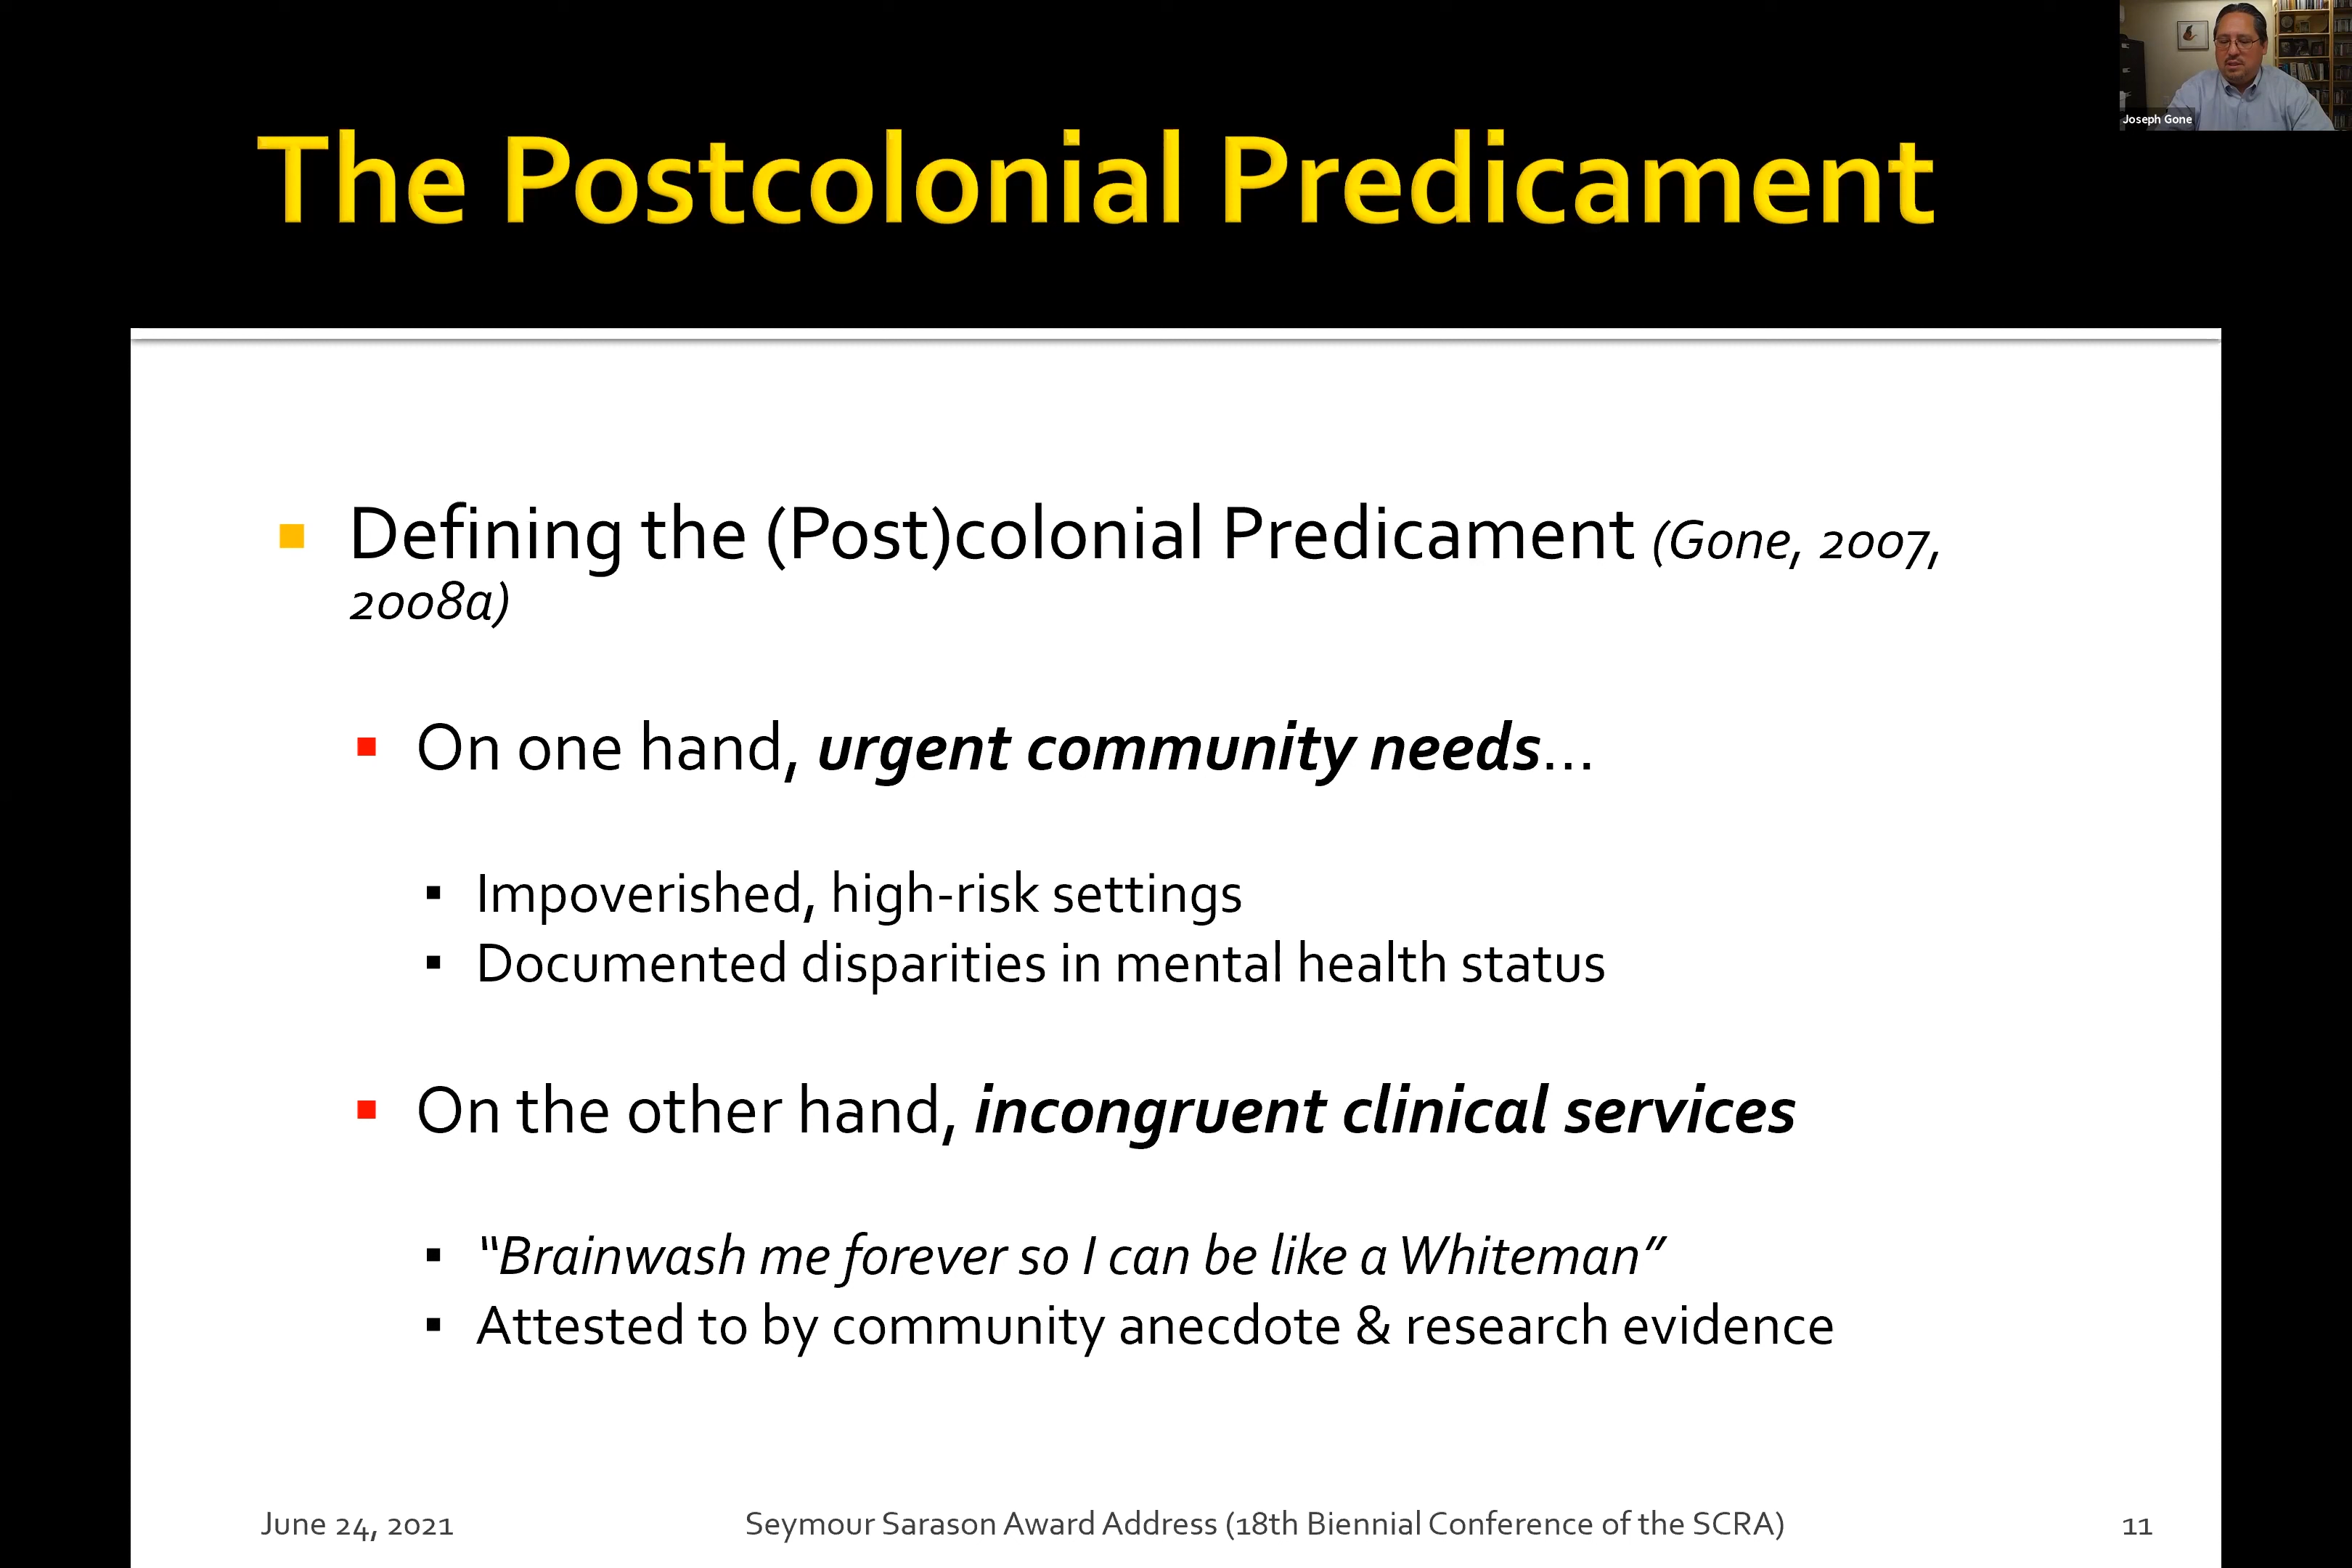 Joseph Gone
The Postcolonial Predicament
Defining the (Post)colonial Predicament (Gone, 2007,
2008a)
On one hand, urgent community needs...
Impoverished, high-risk settings
Documented disparities in mental health status
On the other hand, incongruent clinical services
“Brainwash me forever so I can be like a Whiteman”
Attested to by community anecdote & research evidence
June 24, 2021 Seymour Sarason Award Address (18th Biennial Conference of the SCRA) 11